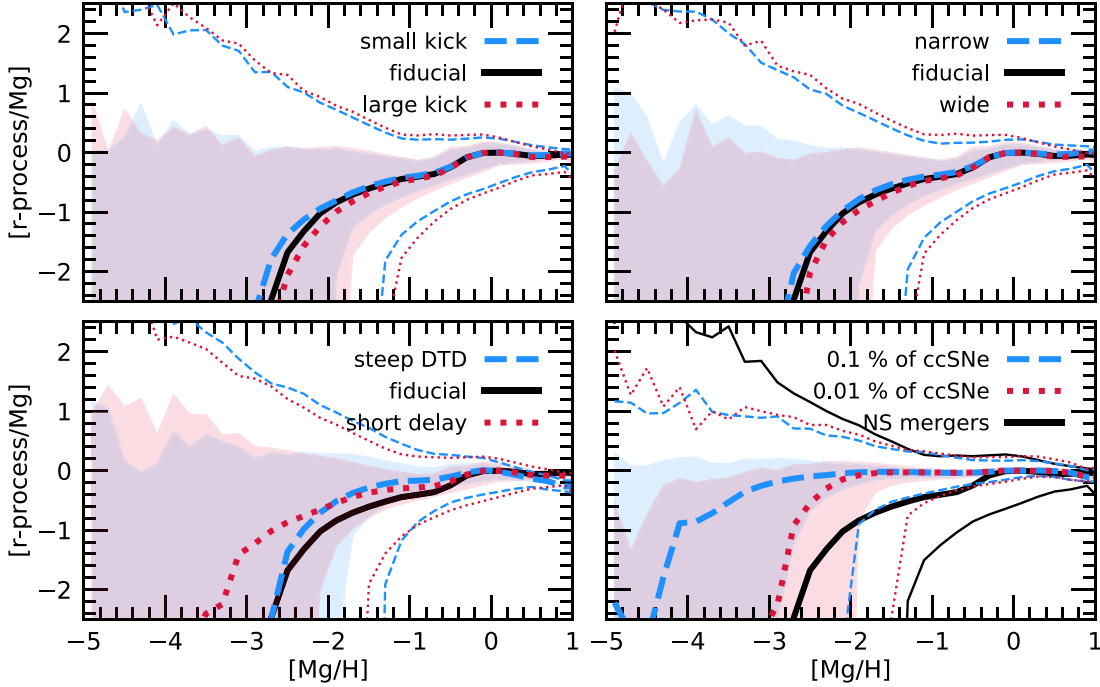 2
1
0
−1
−2
[r-process/Mg]
small kick
fiducial
large kick
narrow
fiducial
wide
2
1
0
−1
−2
[r-process/Mg]
steep DTD
fiducial
short delay
0.1 % of ccSNe
0.01 % of ccSNe
NS mergers
−5 −4 −3 −2 −1 0 1
[Mg/H]
−5 −4 −3 −2 −1 0 1
[Mg/H]